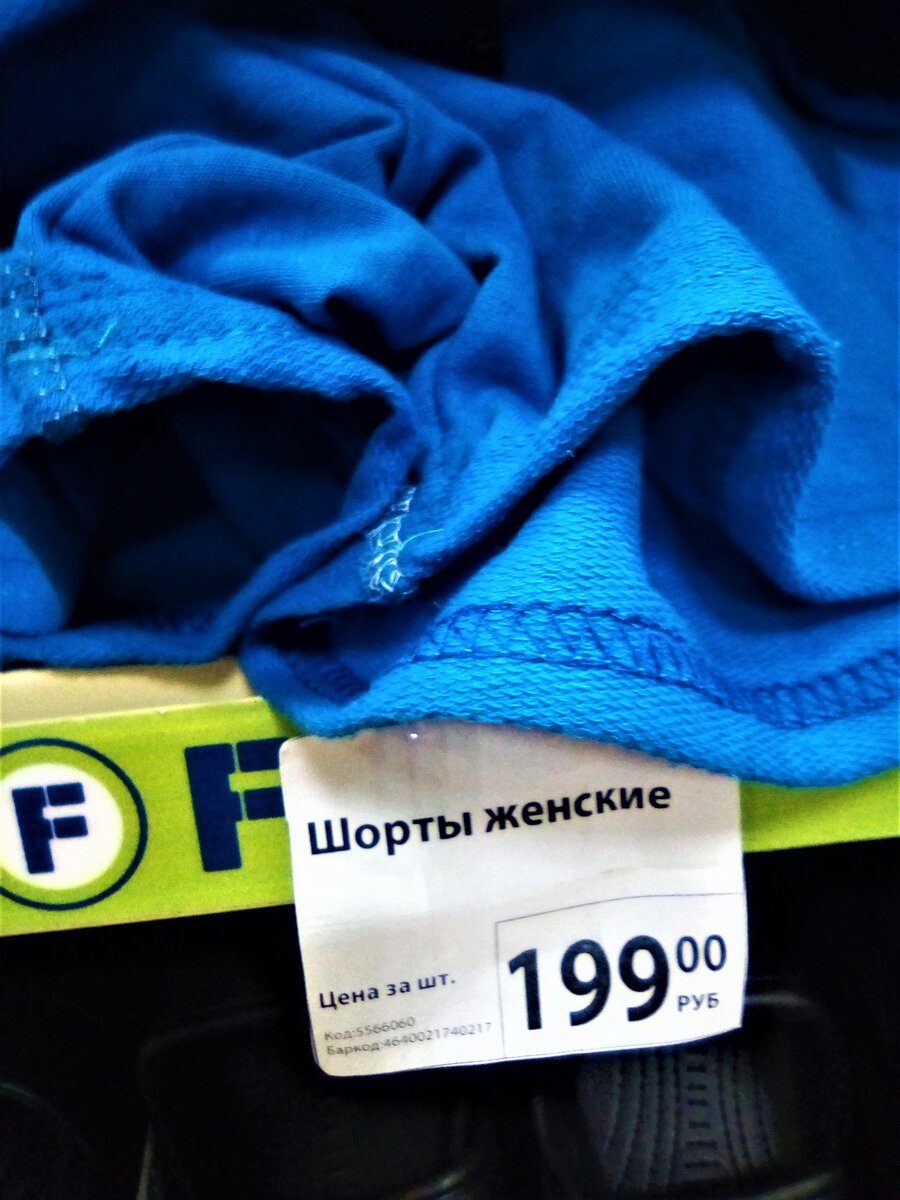 F F
Шорты женские
Цена за шт.
199 00
РУБ
Код:5566060
Баркод:4640021740217